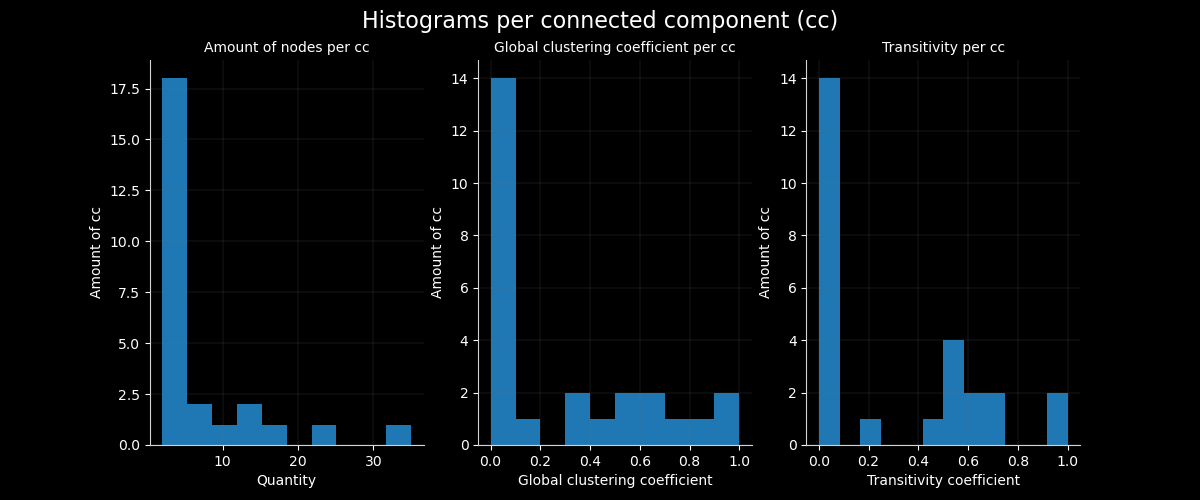 Histograms per connected component (cc)
Amount of nodes per cc
Amount of cc
17.5
15.0
12.5
10.0
7.5
5.0
2.5
0.0
10 20 30
Quantity
Global clustering coefficient per cc
Amount of cc
14
12
10
8
6
4
2
0
0.0 0.2 0.4 0.6 0.8 1.0
Global clustering coefficient
Transitivity per cc
Amount of cc
14
12
10
8
6
4
2
0
0.0 0.2 0.4 0.6 0.8 1.0
Transitivity coefficient